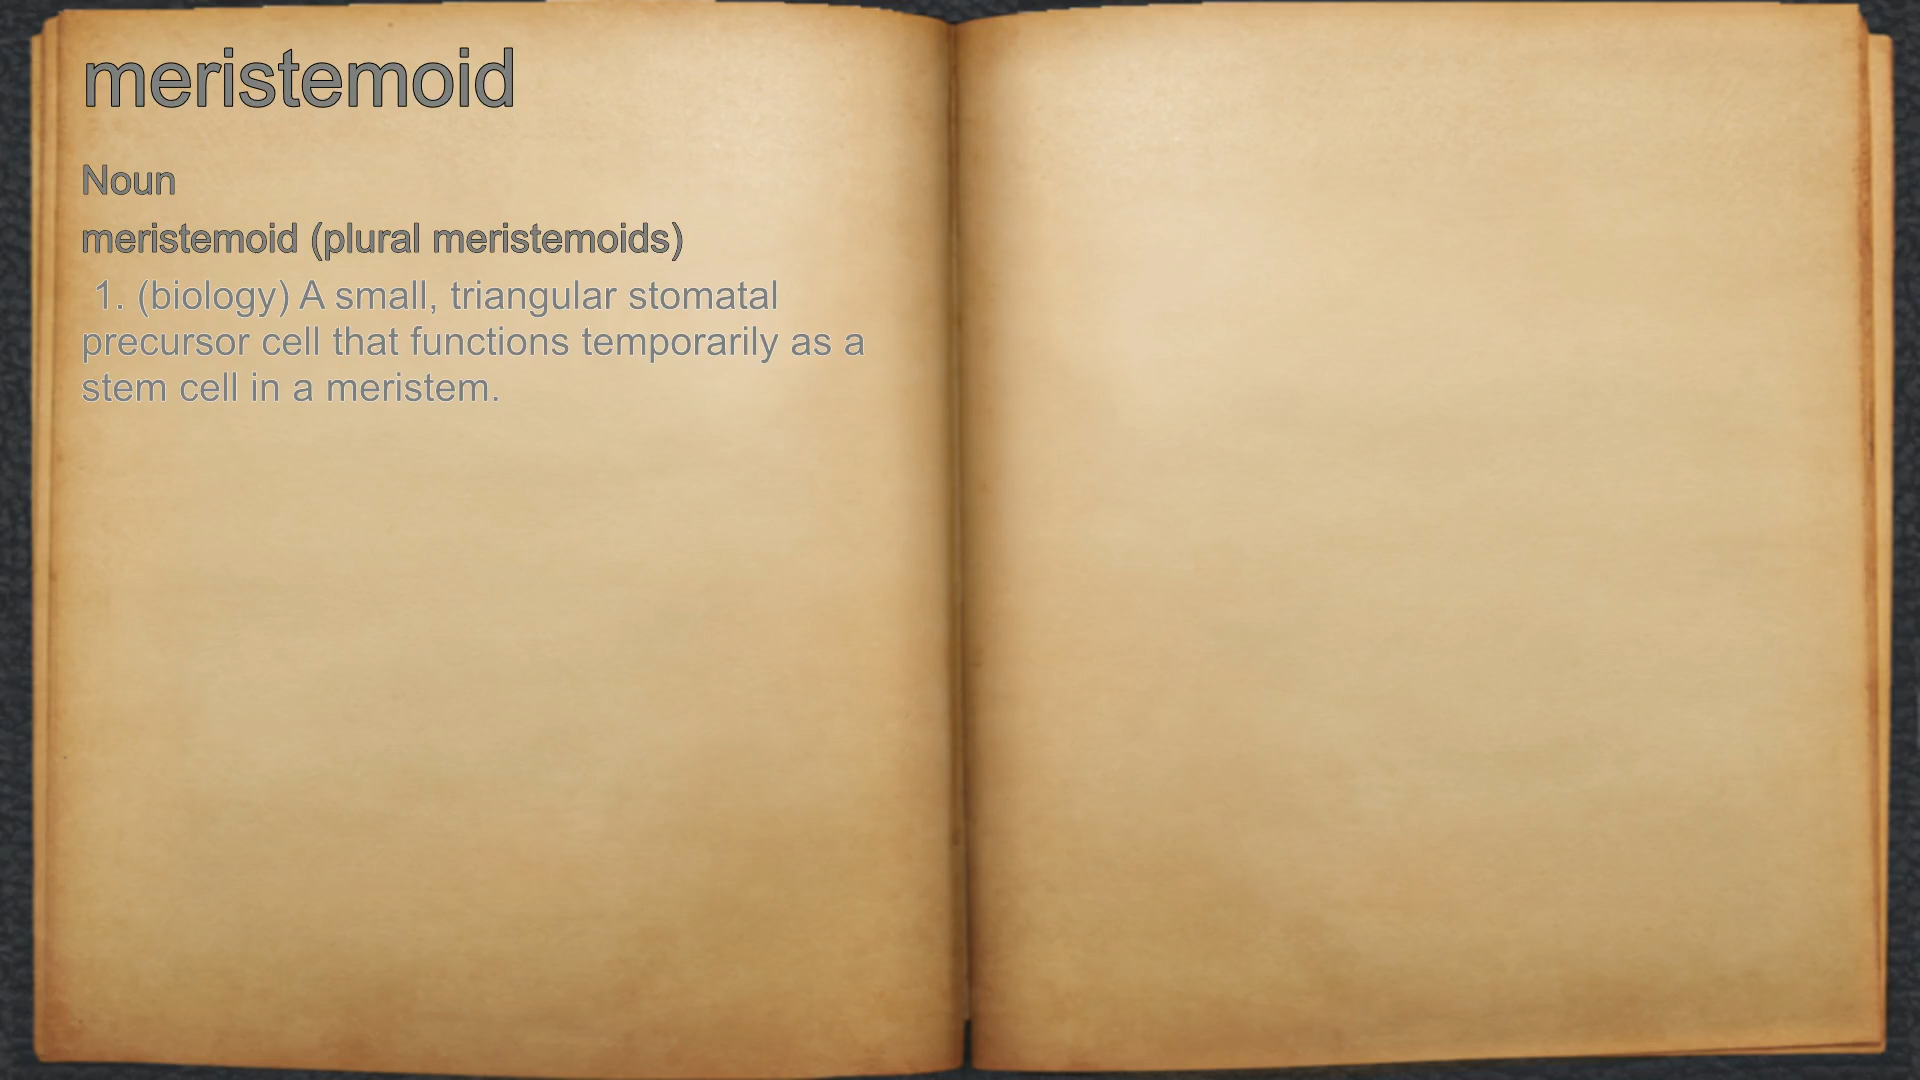 meristemoid
Noun
meristemoid (plural meristemoids)
1. (biology) A small, triangular stomatal
precursor cell that functions temporarily as a
stem cell in a meristem.